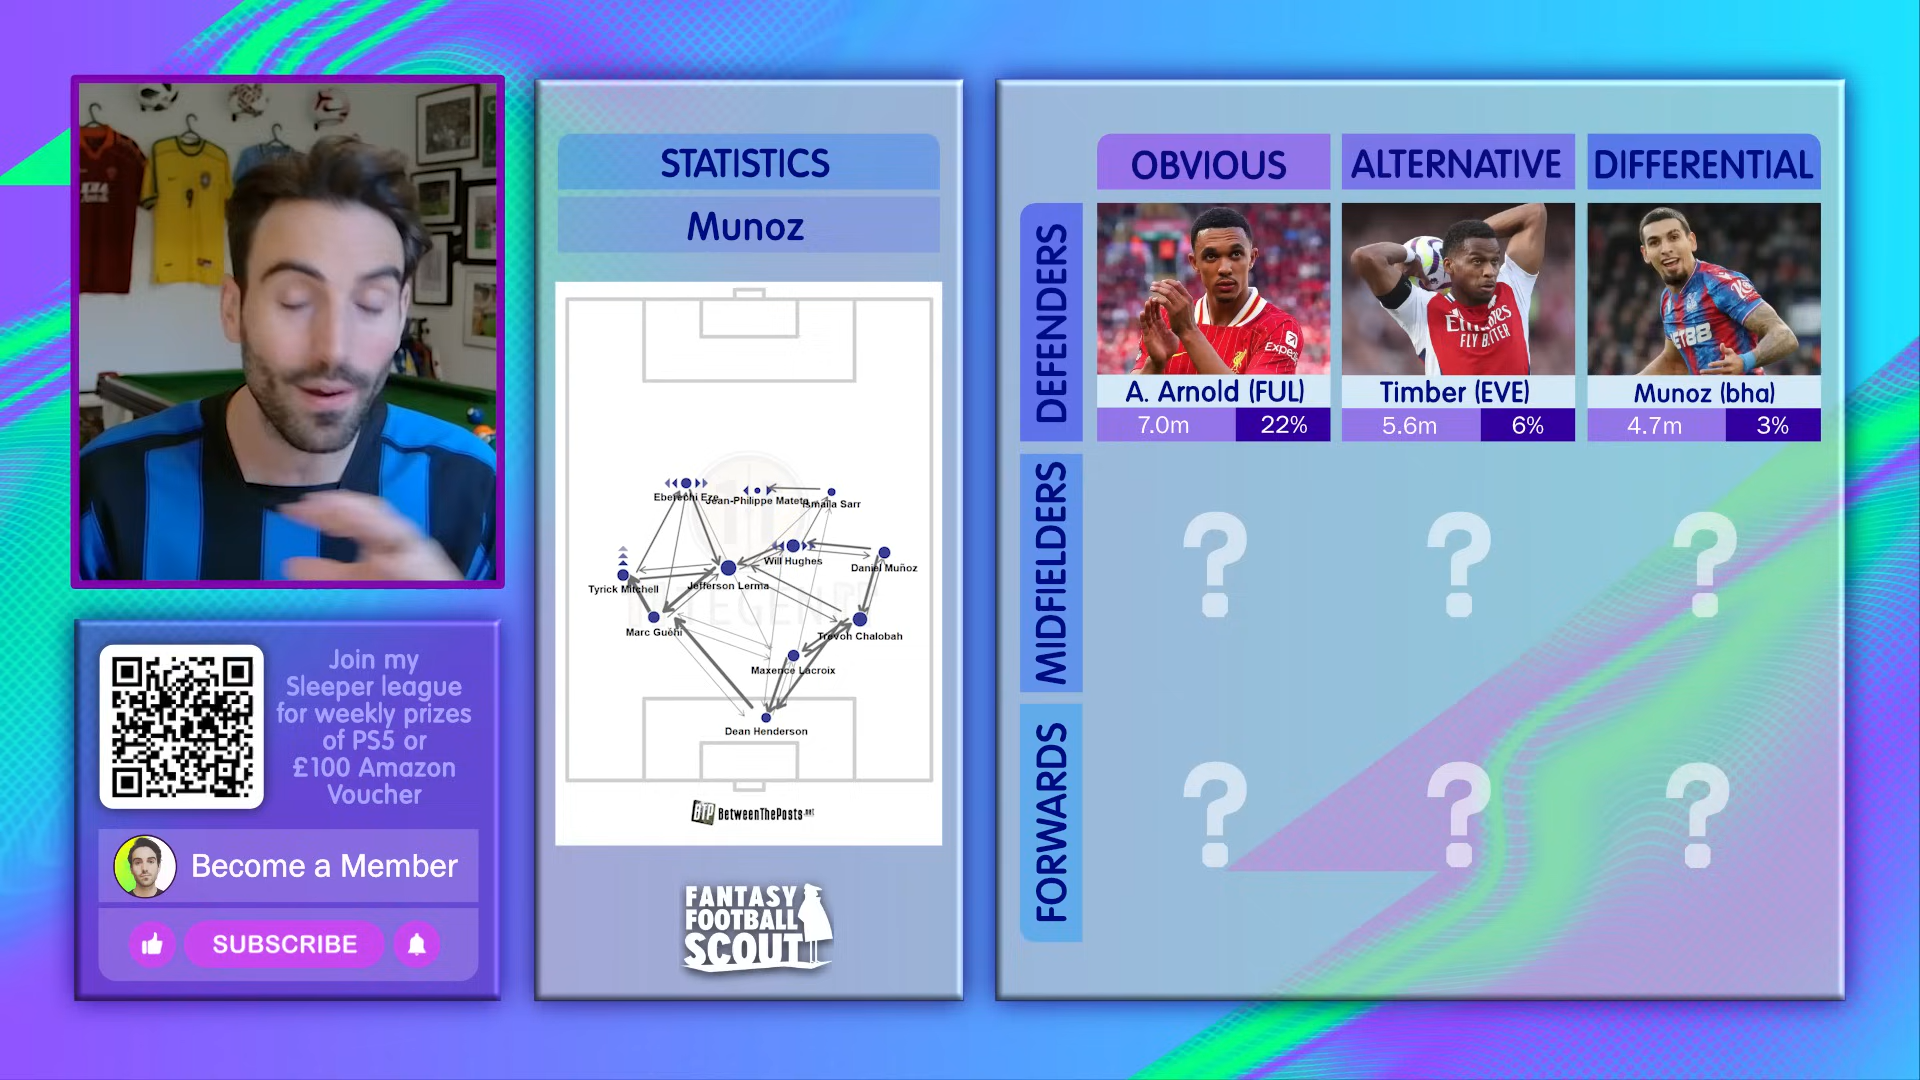 Join my
Sleeper league
for weekly prizes
of PS5 or
£100 Amazon
Voucher
Become a Member
SUBSCRIBE
STATISTICS
Munoz
Eberechi Eze
Jean-Philippe Mateta
Ismaïla Sarr
Will Hughes
Daniel Muñoz
Tyrick Mitchell
Jefferson Lerma
Marc Guéhi
Trevoh Chalobah
Maxence Lacroix
Dean Henderson
BTP BetweenThePosts.net
FANTASY
FOOTBALL
SCOUT
OBVIOUS
ALTERNATIVE
DIFFERENTIAL
DEFENDERS
A. Arnold (FUL)
7.0m 22%
Timber (EVE)
5.6m 6%
Munoz (bha)
4.7m 3%
MIDFIELDERS
? ? ?
FORWARDS
? ? ?